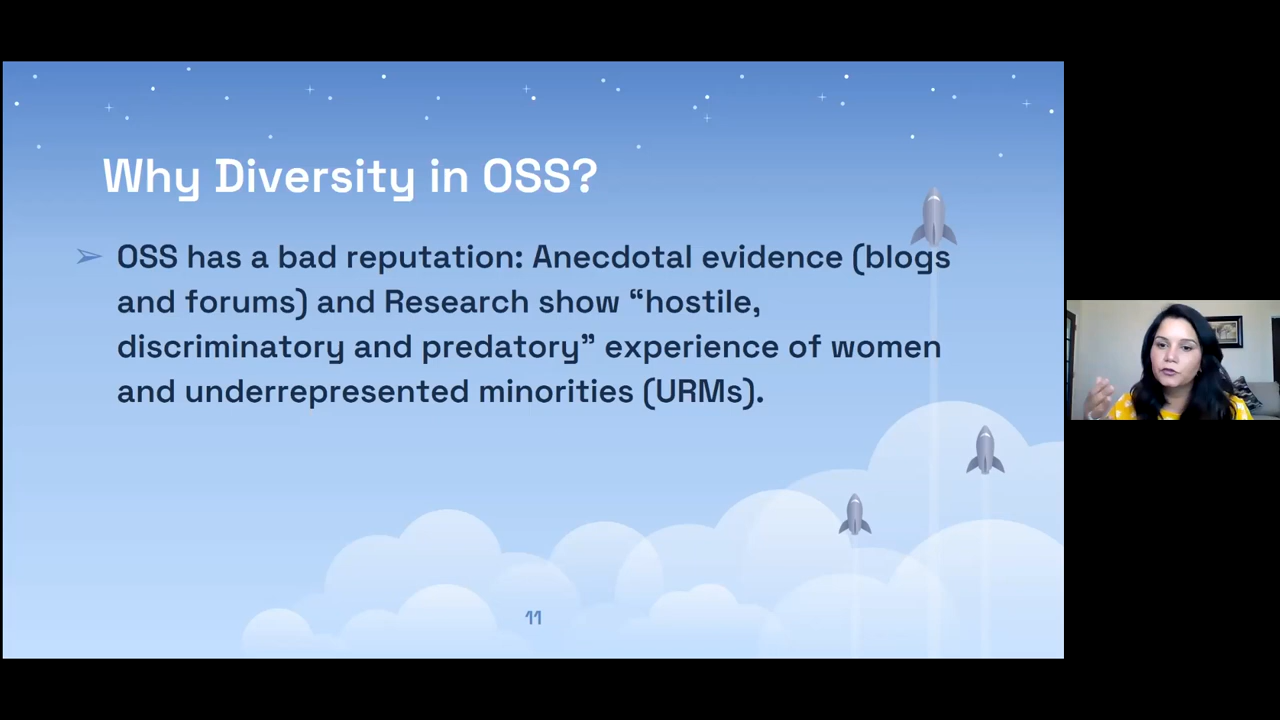 Why Diversity in OSS?
➢ OSS has a bad reputation: Anecdotal evidence (blogs
and forums) and Research show “hostile,
discriminatory and predatory” experience of women
and underrepresented minorities (URMs).
11